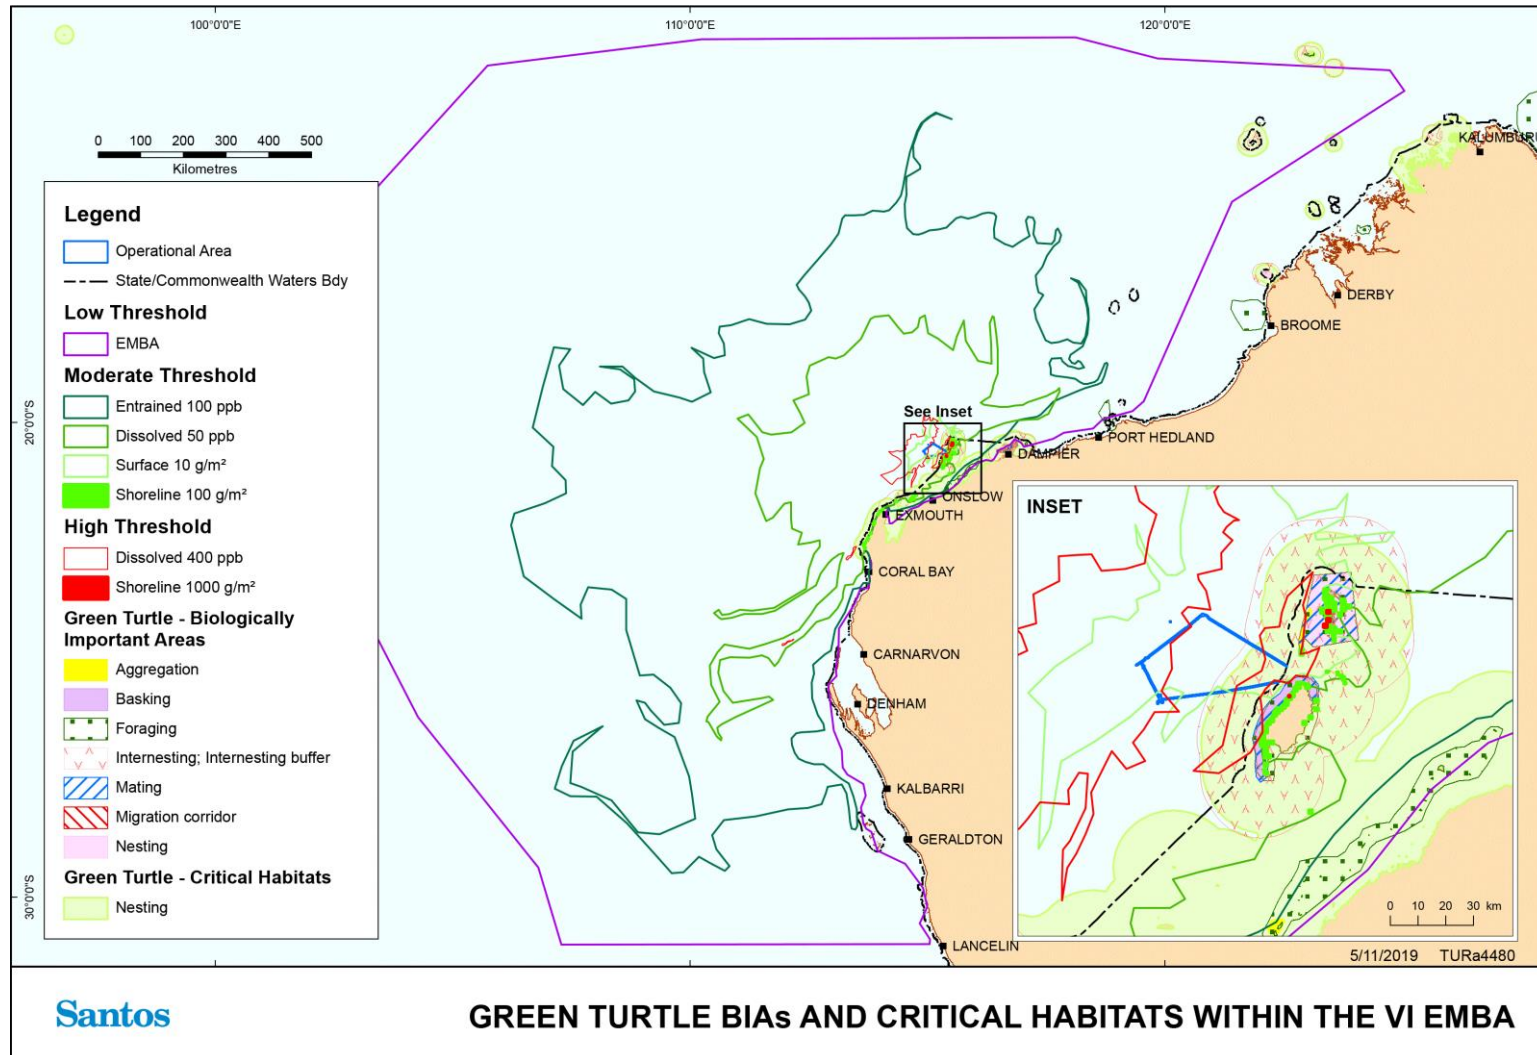 100°0'0"E
110°0'0"E
120°0'0"E
0 100 200 300 400 500
Kilometres
Legend
Operational Area
State/Commonwealth Waters Bdy
Low Threshold
EMBA
Moderate Threshold
Entrained 100 ppb
Dissolved 50 ppb
Surface 10 g/m²
Shoreline 100 g/m²
High Threshold
Dissolved 400 ppb
Shoreline 1000 g/m²
Green Turtle - Biologically
Important Areas
Aggregation
Basking
Foraging
Internesting; Internesting buffer
Mating
Migration corridor
Nesting
Green Turtle - Critical Habitats
Nesting
20°0'0"S
30°0'0"S
KALUMBURU
DERBY
BROOME
See Inset
PORT HEDLAND
DAMPIER
ONSLOW
EXMOUTH
CORAL BAY
CARNARVON
DENHAM
KALBARRI
GERALDTON
LANCELIN
INSET
0 10 20 30 km
5/11/2019 TURa4480
Santos
GREEN TURTLE BIAs AND CRITICAL HABITATS WITHIN THE VI EMBA